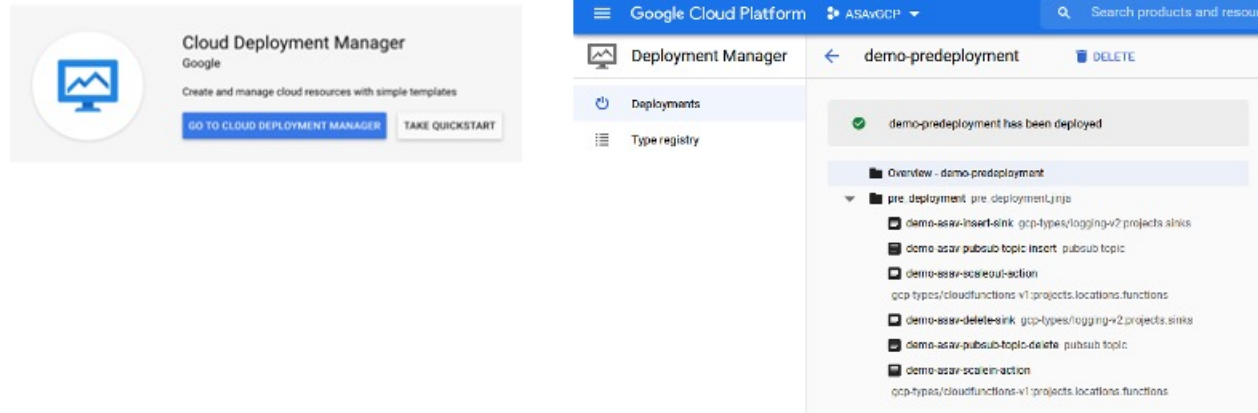 Cloud Deployment Manager
Google
Create and manage cloud resources with simple templates
GO TO CLOUD DEPLOYMENT MANAGER TAKE QUICKSTART
Google Cloud Platform ASAvGCP Search products and resour
Deployment Manager demo-predeployment DELETE
Deployments
Type registry
demo-predeployment has been deployed
Overview - demo-predeployment
pre_deployment pre_deployment.jinja
demo-asav-insert-sink gcp-types/logging-v2:projects.sinks
demo-asav-pubsub-topic-insert pubsub topic
demo-asav-scaleout-action
gcp-types/cloudfunctions-v1:projects.locations.functions
demo-asav-delete-sink gcp-types/logging-v2:projects.sinks
demo-asav-pubsub-topic-delete pubsub topic
demo-asav-scalein-action
gcp-types/cloudfunctions-v1:projects.locations.functions